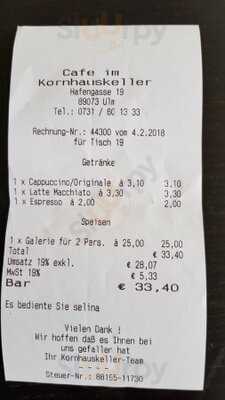 Cafe im
Kornhauskeller
Hafengasse 19
89073 Ulm
Tel.: 0731 / 60 13 33
Rechnung-Nr.: 44300 vom 4.2.2018
für Tisch 19
Getränke
1 x Cappuccino/Originale à 3,10 3,10
1 x Latte Macchiato à 3,30 3,30
1 x Espresso à 2,00 2,00
Speisen
1 x Galerie für 2 Pers. à 25,00 25,00
Total € 33,40
Umsatz 19% exkl. € 28,07
MwSt 19% € 5,33
Bar € 33,40
Es bediente Sie selina
Vielen Dank !
Wir hoffen daß es Ihnen bei
uns gefaller hat
Ihr Kornhauskeller-Team
- - - -
Steuer-Nr.: 88155-11730